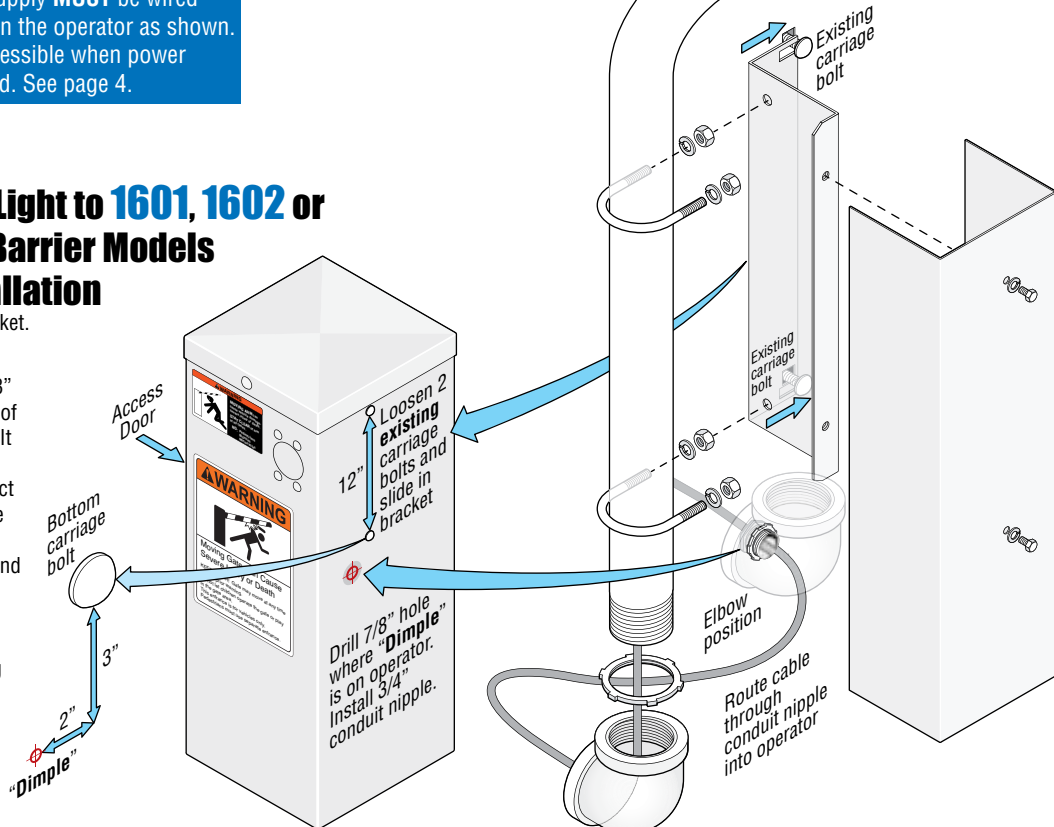 upply MUST be wired
n the operator as shown.
essible when power
d. See page 4.
Light to 1601, 1602 or
Barrier Models
llation
ket.
8”
of
lt
ct
e
nd
g
Access
Door
Bottom
carriage
bolt
3”
2”
“Dimple”
12”
Loosen 2
existing
carriage
bolts and
slide in
bracket
WARNING
WARNING
Moving Gate Can Cause
Severe Injury or Death
Drill 7/8” hole
where “Dimple”
is on operator.
Install 3/4”
conduit nipple.
Existing
carriage
bolt
Existing
carriage
bolt
Elbow
position
Route cable
through
conduit nipple
into operator